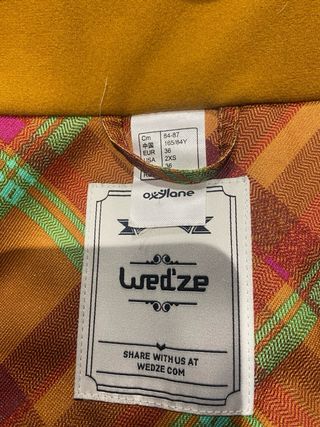 Cm 84-87
中国 165/84Y
EUR 36
USA 2XS
36
oxylane
Wed'ze
SHARE WITH US AT
WEDZE.COM